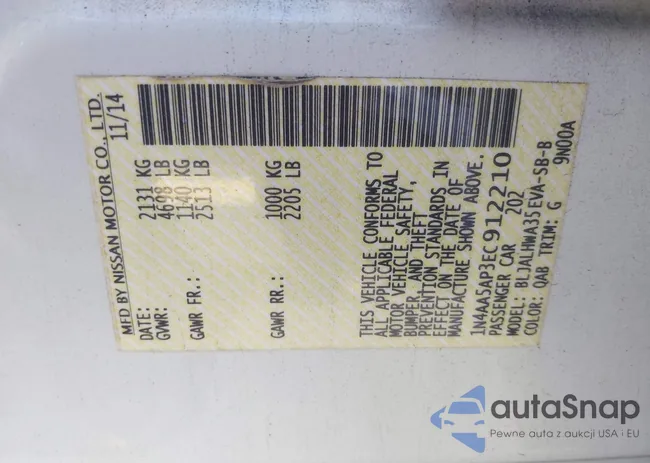 MFD BY NISSAN MOTOR CO., LTD.
DATE: 11/14
GVWR: 2131 KG
4698 LB
GAWR FR.: 1140 KG
2513 LB
GAWR RR.: 1000 KG
2205 LB
THIS VEHICLE CONFORMS TO
ALL APPLICABLE FEDERAL
MOTOR VEHICLE SAFETY,
BUMPER, AND THEFT
PREVENTION STANDARDS IN
EFFECT ON THE DATE OF
MANUFACTURE SHOWN ABOVE.
1N4AA5AP3EC912210
PASSENGER CAR 202
MODEL: BLJALHWA35EVA-SB-B
COLOR: QAB TRIM: G 9N00A
autaSnap
Pewne auta z aukcji USA i EU